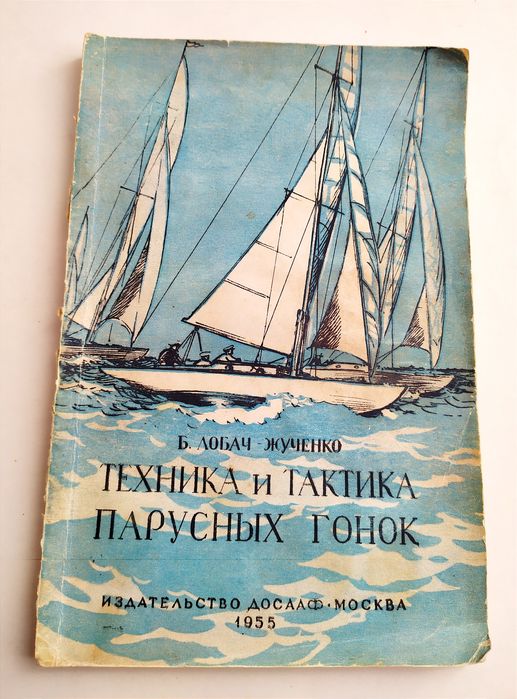 Б. ЛОБАЧ-ЖУЧЕНКО
ТЕХНИКА И ТАКТИКА
ПАРУСНЫХ ГОНОК
ИЗДАТЕЛЬСТВО ДОСААФ·МОСКВА
1955